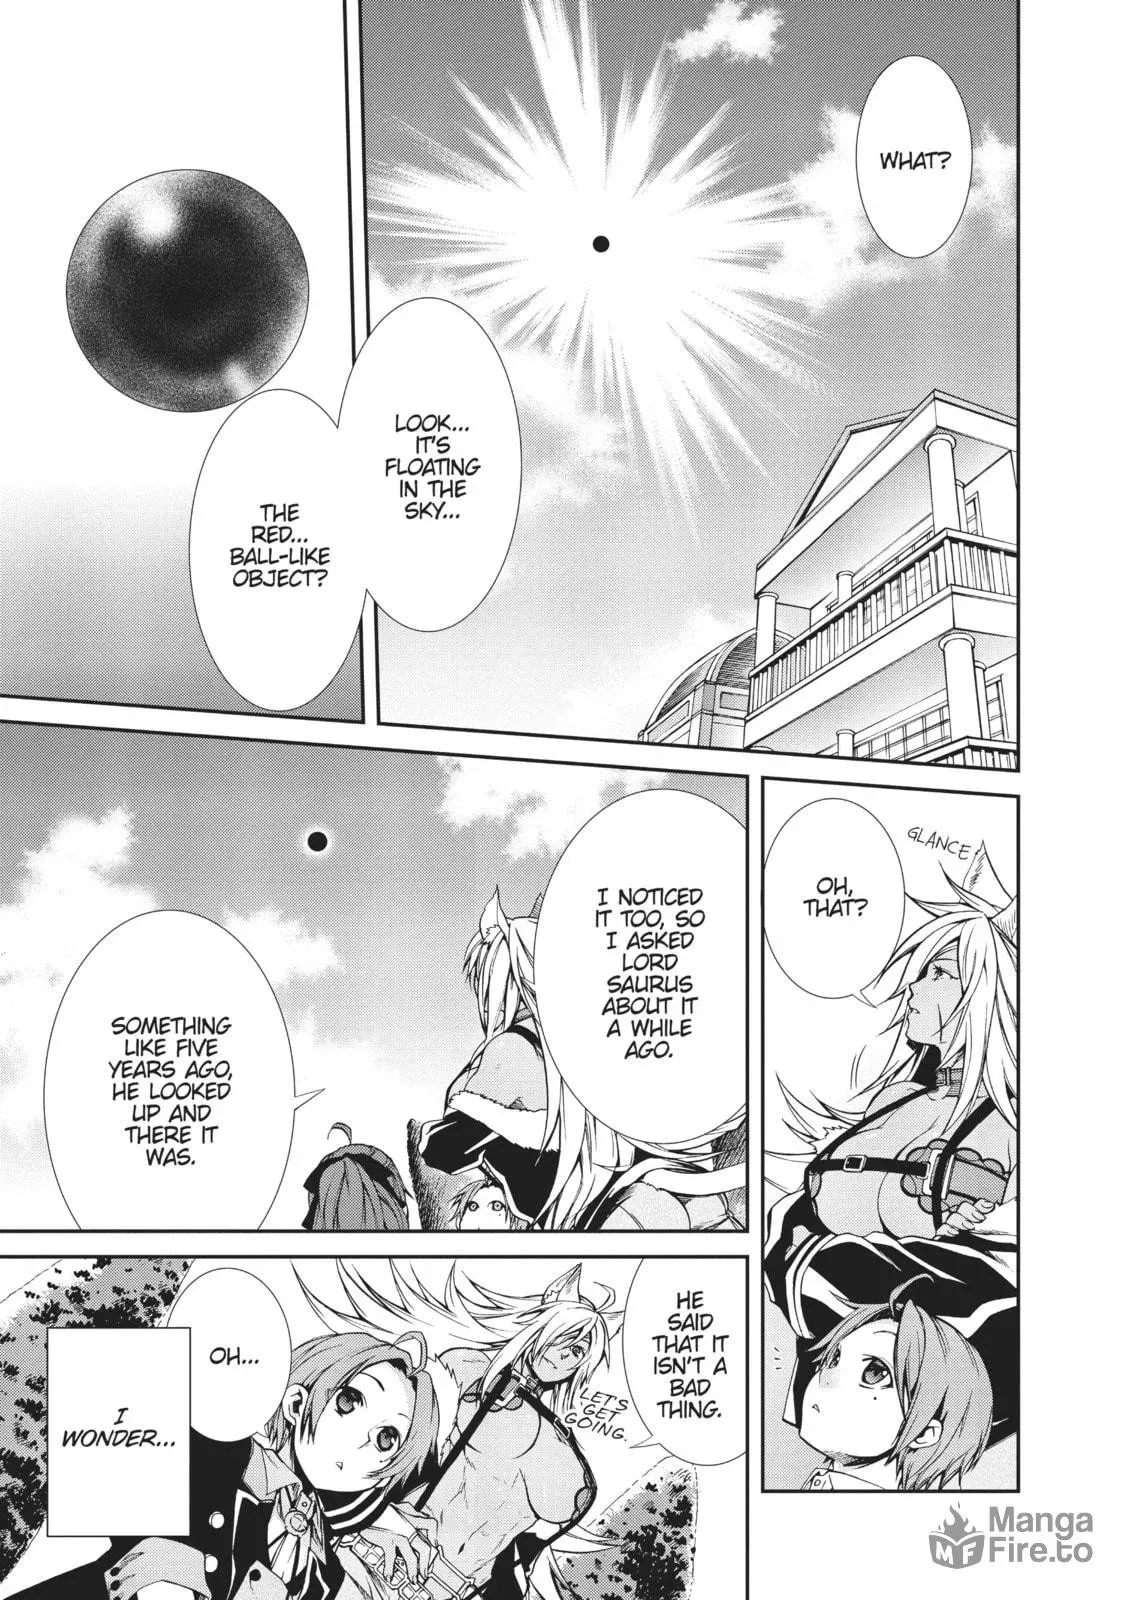 WHAT?
LOOK...
IT'S
FLOATING
IN THE
SKY...
THE
RED...
BALL-LIKE
OBJECT?
GLANCE
OH,
THAT?
I NOTICED
IT TOO, SO
I ASKED
LORD
SAURUS
ABOUT IT
A WHILE
AGO.
SOMETHING
LIKE FIVE
YEARS AGO,
HE LOOKED
UP AND
THERE IT
WAS.
HE
SAID
THAT IT
ISN'T A
BAD
THING.
LET'S
GET
GOING.
OH...
I
WONDER...
Manga
Fire.to
MF